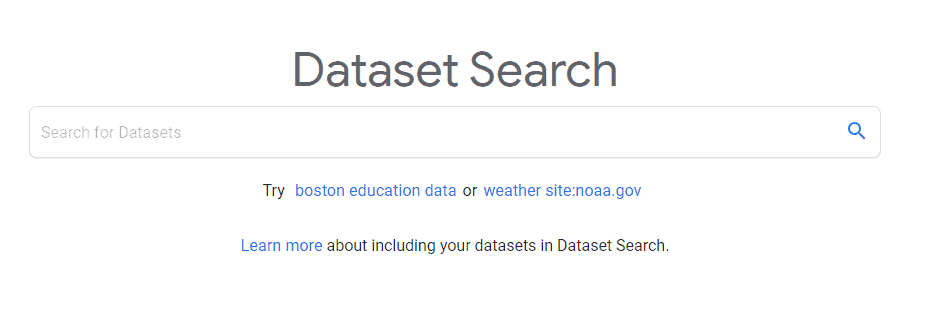 Dataset Search
Search for Datasets
Try boston education data or weather site:noaa.gov
Learn more about including your datasets in Dataset Search.